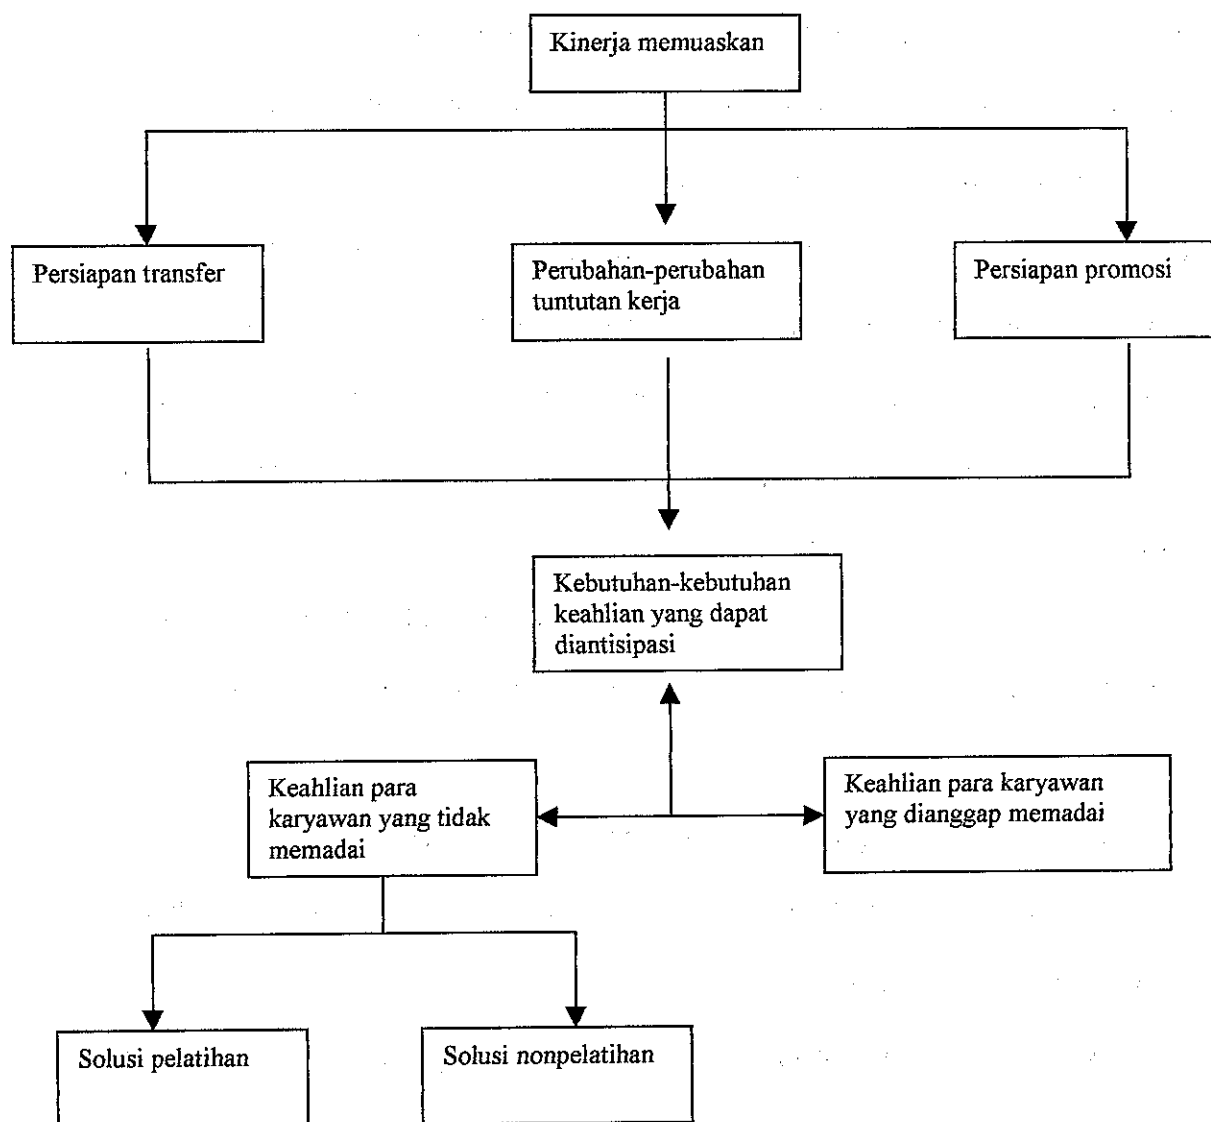 Kinerja memuaskan
Persiapan transfer
Perubahan-perubahan
tuntutan kerja
Persiapan promosi
Kebutuhan-kebutuhan
keahlian yang dapat
diantisipasi
Keahlian para
karyawan yang tidak
memadai
Keahlian para karyawan
yang dianggap memadai
Solusi pelatihan
Solusi nonpelatihan